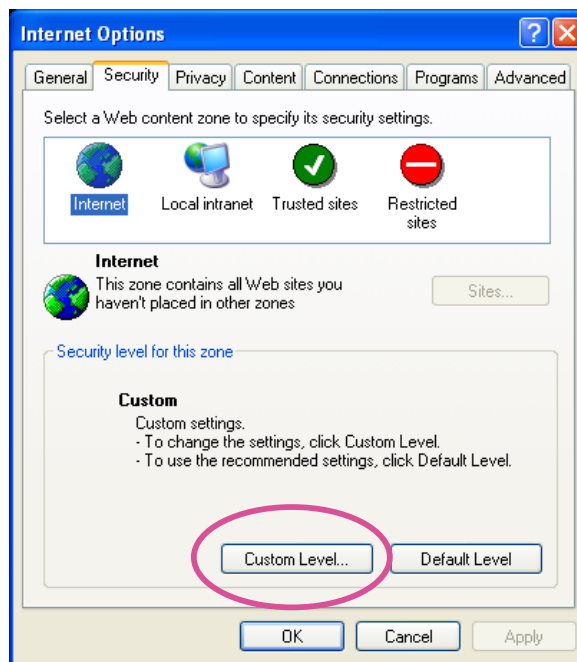 Internet Options
?
General Security Privacy Content Connections Programs Advanced
Select a Web content zone to specify its security settings.
Internet Local intranet Trusted sites Restricted
sites
Internet
This zone contains all Web sites you
haven't placed in other zones
Sites...
Security level for this zone
Custom
Custom settings.
- To change the settings, click Custom Level.
- To use the recommended settings, click Default Level.
Custom Level... Default Level
OK Cancel Apply